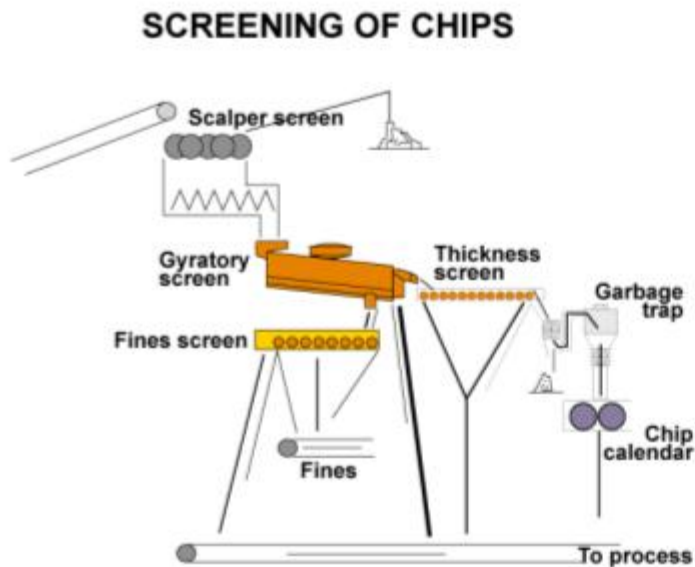 SCREENING OF CHIPS
Scalper screen
Gyratory
screen
Thickness
screen
Garbage
trap
Fines screen
Chip
calendar
Fines
To process